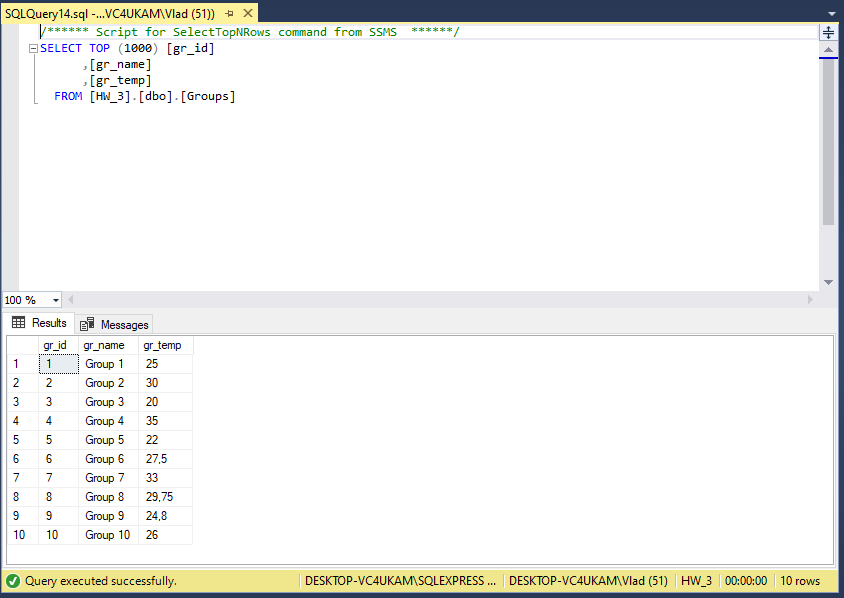 SQLQuery14.sql -...VC4UKAM\Vlad (51))
/****** Script for SelectTopNRows command from SSMS  ******/
SELECT TOP (1000) [gr_id]
,[gr_name]
,[gr_temp]
FROM [HW_3].[dbo].[Groups]
100 %
Results Messages
gr_id gr_name gr_temp
1 1 Group 1 25
2 2 Group 2 30
3 3 Group 3 20
4 4 Group 4 35
5 5 Group 5 22
6 6 Group 6 27,5
7 7 Group 7 33
8 8 Group 8 29,75
9 9 Group 9 24,8
10 10 Group 10 26
Query executed successfully. DESKTOP-VC4UKAM\SQLEXPRESS ... DESKTOP-VC4UKAM\Vlad (51) HW_3 00:00:00 10 rows